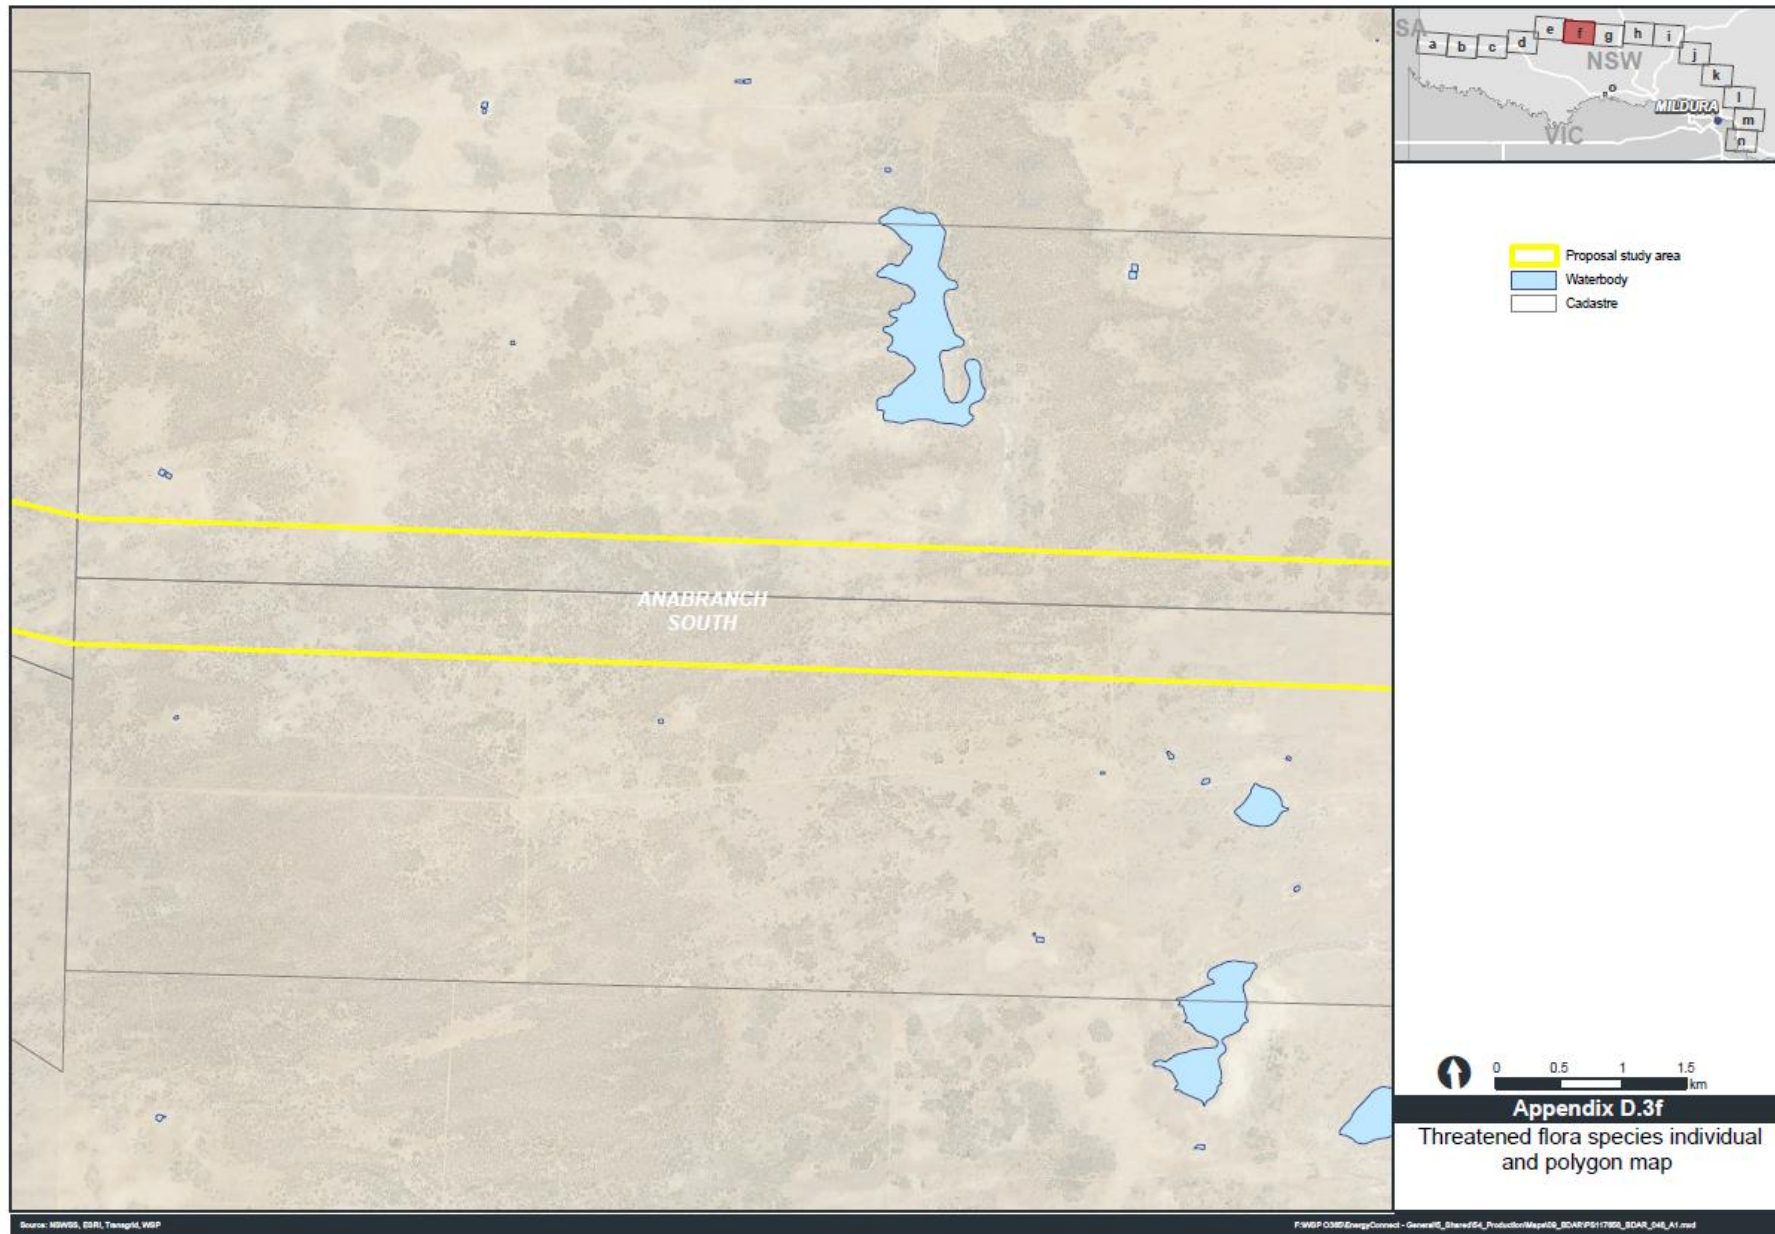 ANABRANCH
SOUTH
SA
a
b
c
d
e
f
g
h
i
j
k
l
m
n
NSW
MILDURA
VIC
Proposal study area
Waterbody
Cadastre
0 0.5 1 1.5
km
Appendix D.3f
Threatened flora species individual
and polygon map
Source: NSWSS, ESRI, Transgrid, WSP